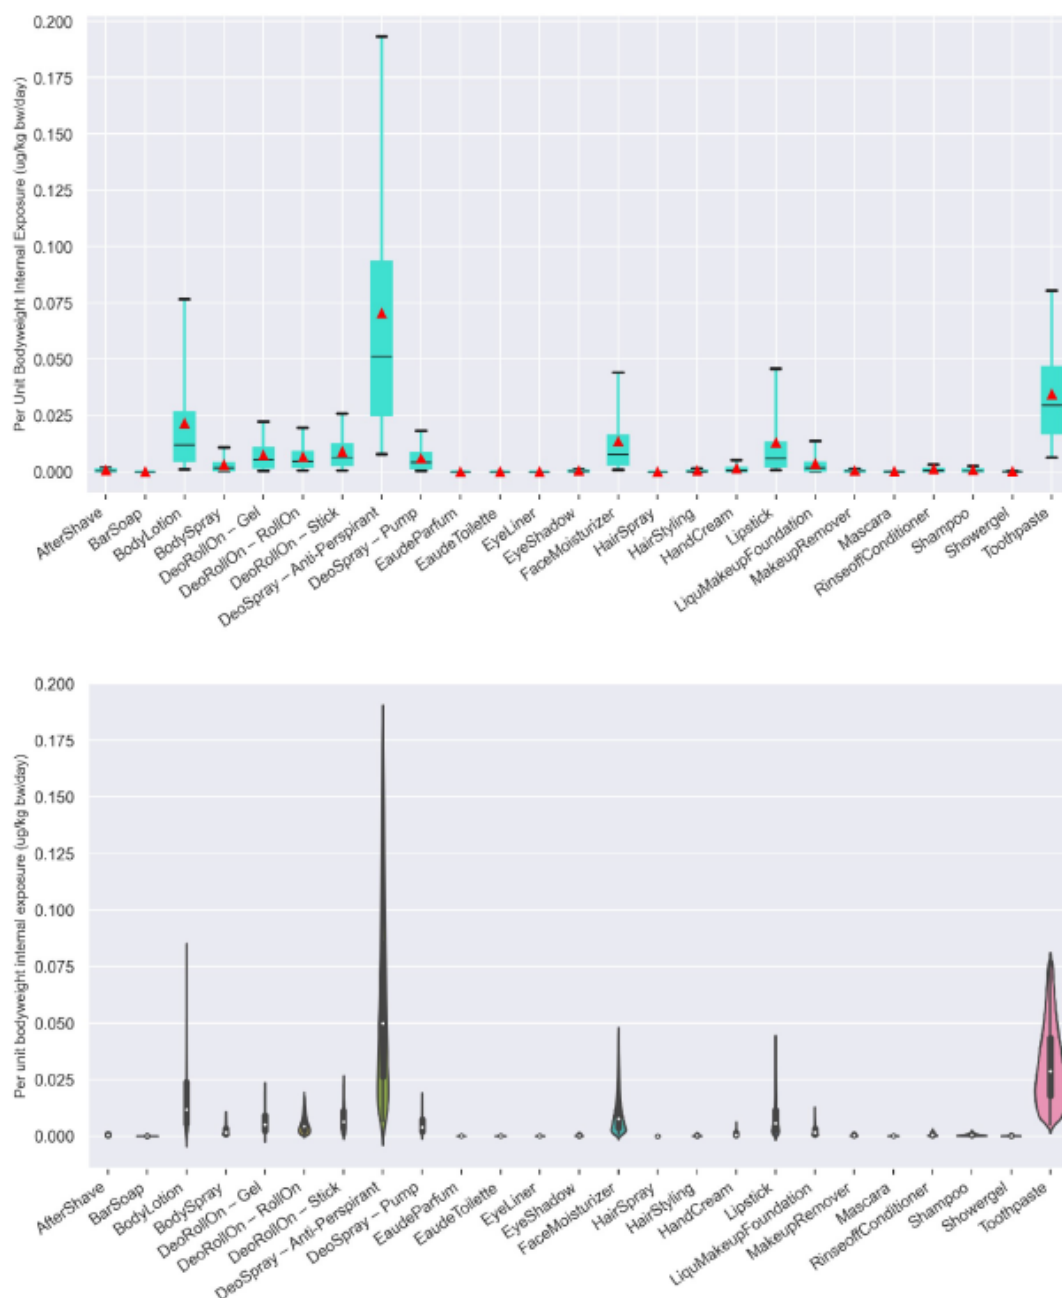 Per Unit Bodyweight Internal Exposure (ug/kg bw/day)
0.200
0.175
0.150
0.125
0.100
0.075
0.050
0.025
0.000
AfterShave
BarSoap
BodyLotion
BodySpray
DeoRollOn – Gel
DeoRollOn – RollOn
DeoRollOn – Stick
DeoSpray – Anti-Perspirant
DeoSpray – Pump
EaudeParfum
EaudeToilette
EyeLiner
EyeShadow
FaceMoisturizer
HairSpray
HairStyling
HandCream
Lipstick
LiquMakeupFoundation
MakeupRemover
Mascara
RinseoffConditioner
Shampoo
Showergel
Toothpaste
Per unit bodyweight internal exposure (ug/kg bw/day)
0.200
0.175
0.150
0.125
0.100
0.075
0.050
0.025
0.000
AfterShave
BarSoap
BodyLotion
BodySpray
DeoRollOn – Gel
DeoRollOn – RollOn
DeoRollOn – Stick
DeoSpray – Anti-Perspirant
DeoSpray – Pump
EaudeParfum
EaudeToilette
EyeLiner
EyeShadow
FaceMoisturizer
HairSpray
HairStyling
HandCream
Lipstick
LiquMakeupFoundation
MakeupRemover
Mascara
RinseoffConditioner
Shampoo
Showergel
Toothpaste